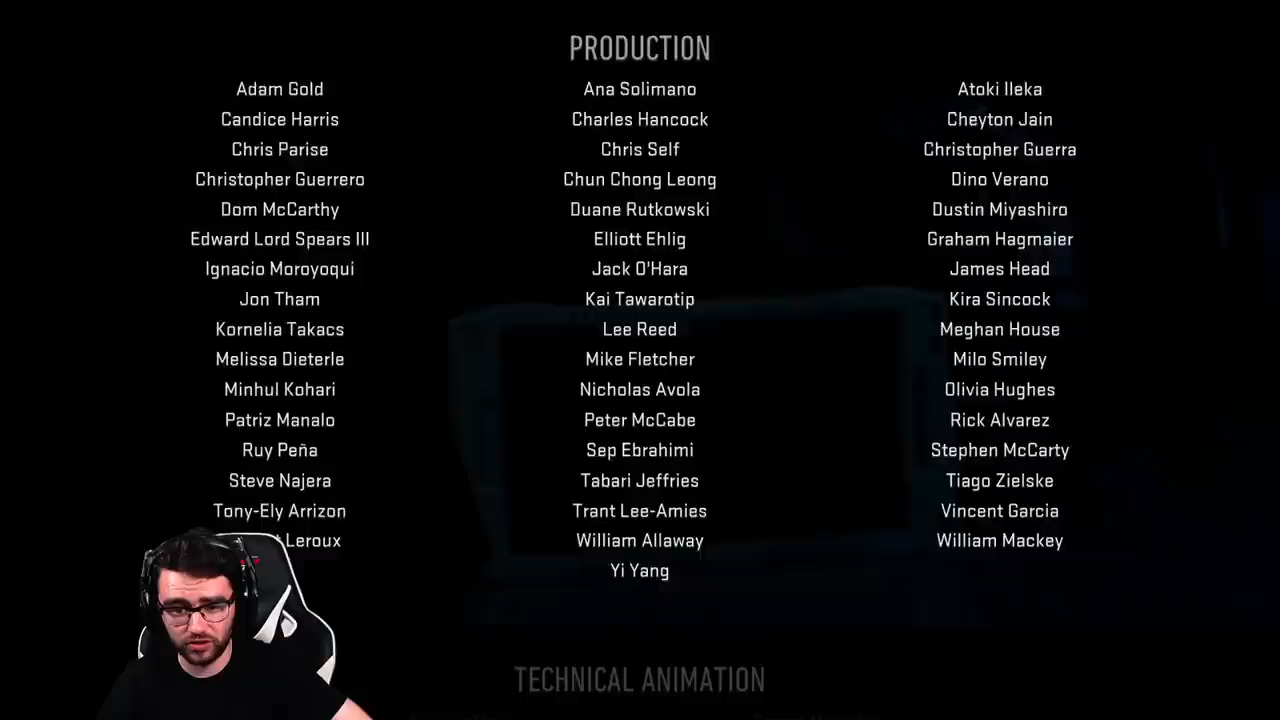 PRODUCTION
Adam Gold Ana Solimano Atoki Ileka
Candice Harris Charles Hancock Cheyton Jain
Chris Parise Chris Self Christopher Guerra
Christopher Guerrero Chun Chong Leong Dino Verano
Dom McCarthy Duane Rutkowski Dustin Miyashiro
Edward Lord Spears III Elliott Ehlig Graham Hagmaier
Ignacio Moroyoqui Jack O'Hara James Head
Jon Tham Kai Tawarotip Kira Sincock
Kornelia Takacs Lee Reed Meghan House
Melissa Dieterle Mike Fletcher Milo Smiley
Minhul Kohari Nicholas Avola Olivia Hughes
Patriz Manalo Peter McCabe Rick Alvarez
Ruy Peña Sep Ebrahimi Stephen McCarty
Steve Najera Tabari Jeffries Tiago Zielske
Tony-Ely Arrizon Trant Lee-Amies Vincent Garcia
Leroux William Allaway William Mackey
Yi Yang
TECHNICAL ANIMATION